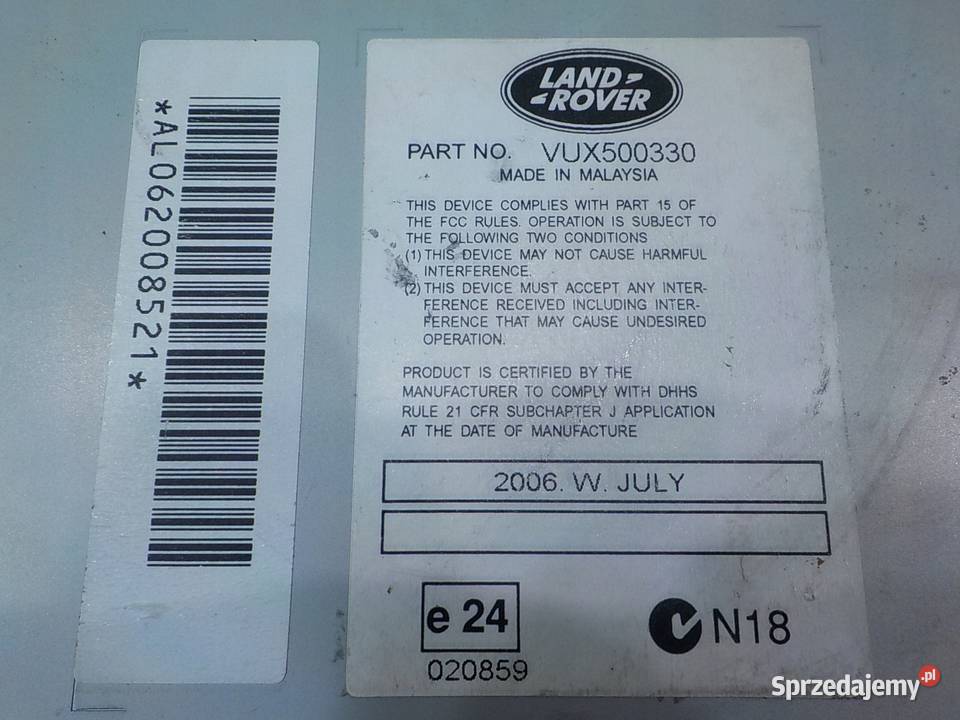 *AL062008521*
LAND
ROVER
PART NO. VUX500330
MADE IN MALAYSIA
THIS DEVICE COMPLIES WITH PART 15 OF
THE FCC RULES. OPERATION IS SUBJECT TO
THE FOLLOWING TWO CONDITIONS
(1) THIS DEVICE MAY NOT CAUSE HARMFUL
INTERFERENCE.
(2) THIS DEVICE MUST ACCEPT ANY INTER-
FERENCE RECEIVED INCLUDING INTER-
FERENCE THAT MAY CAUSE UNDESIRED
OPERATION.
PRODUCT IS CERTIFIED BY THE
MANUFACTURER TO COMPLY WITH DHHS
RULE 21 CFR SUBCHAPTER J APPLICATION
AT THE DATE OF MANUFACTURE
2006. W. JULY
e 24
020859
N18
Sprzedajemy.pl